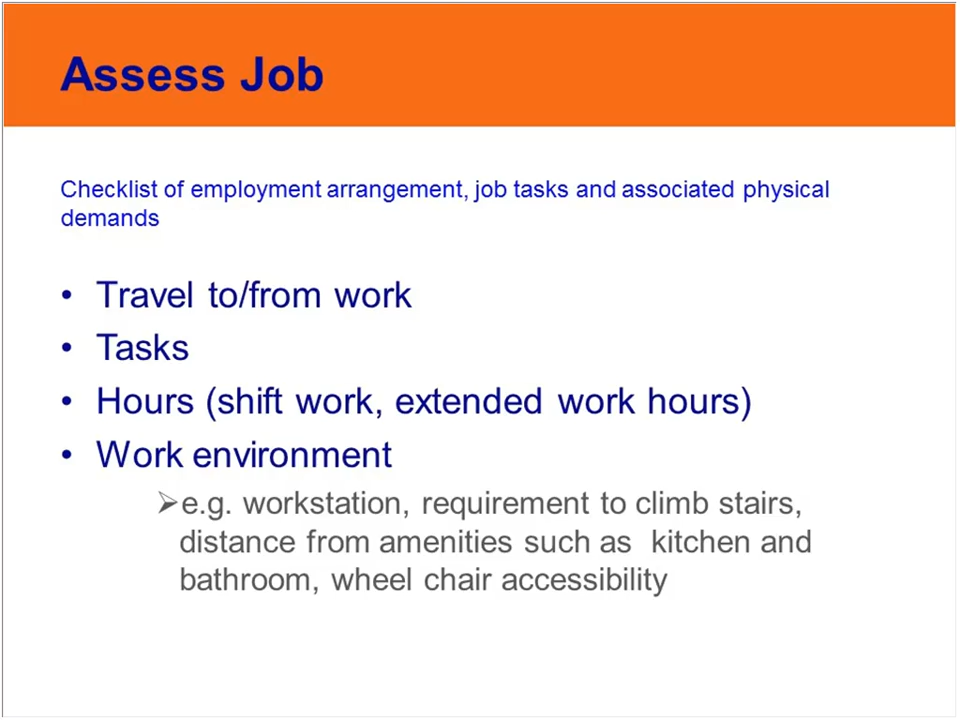 Assess Job
Checklist of employment arrangement, job tasks and associated physical
demands
• Travel to/from work
• Tasks
• Hours (shift work, extended work hours)
• Work environment
➢e.g. workstation, requirement to climb stairs,
distance from amenities such as  kitchen and
bathroom, wheel chair accessibility